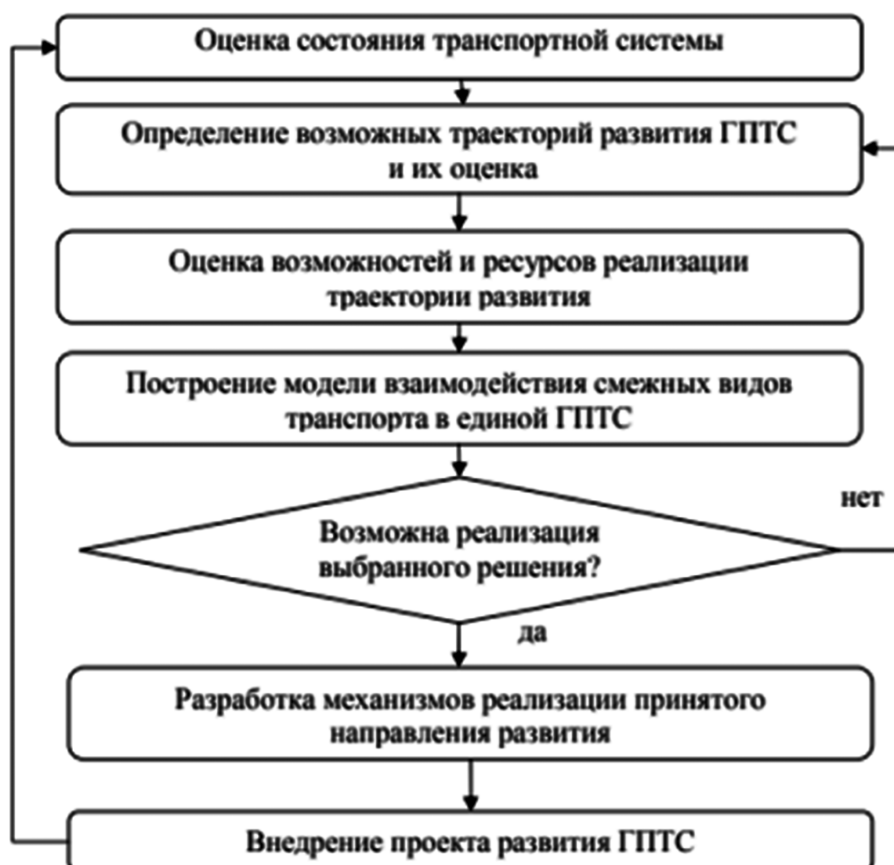 Оценка состояния транспортной системы
Определение возможных траекторий развития ГПТС
и их оценка
Оценка возможностей и ресурсов реализации
траектории развития
Построение модели взаимодействия смежных видов
транспорта в единой ГПТС
нет
Возможна реализация
выбранного решения?
да
Разработка механизмов реализации принятого
направления развития
Внедрение проекта развития ГПТС